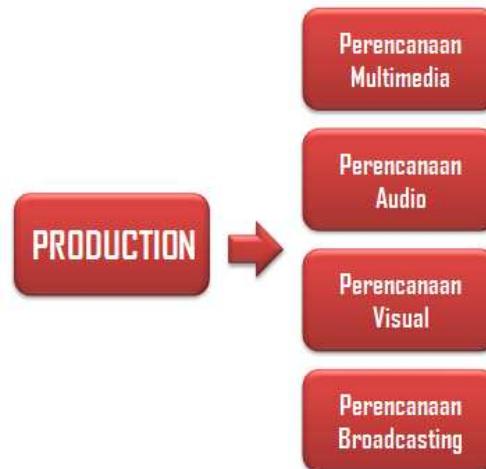 Perencanaan
Multimedia
Perencanaan
Audio
PRODUCTION
Perencanaan
Visual
Perencanaan
Broadcasting